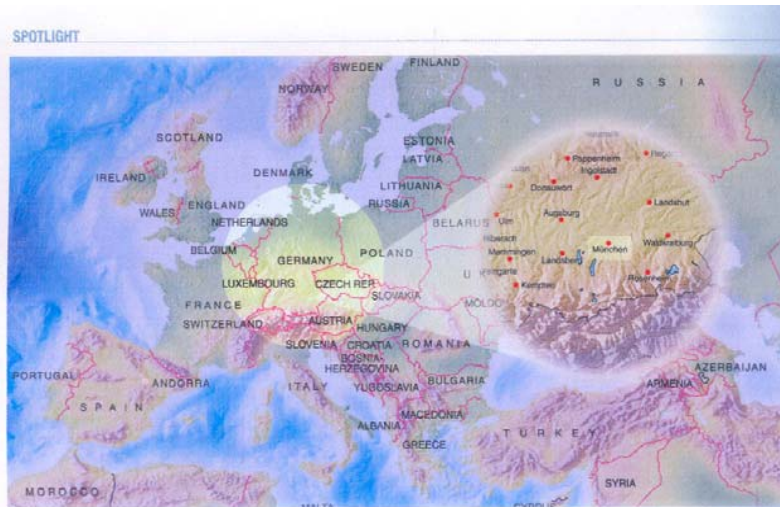 SPOTLIGHT
SWEDEN
FINLAND
NORWAY
RUSSIA
SCOTLAND
ESTONIA
LATVIA
IRELAND
DENMARK
LITHUANIA
RUSSIA
ENGLAND
WALES
NETHERLANDS
BELARUS
BELGIUM
GERMANY
POLAND
LUXEMBOURG
CZECH REP
SLOVAKIA
MOLDO
FRANCE
SWITZERLAND
AUSTRIA
HUNGARY
SLOVENIA
CROATIA
ROMANIA
BOSNIA-
HERZEGOVINA
PORTUGAL
ANDORRA
ITALY
YUGOSLAVIA
BULGARIA
SPAIN
MACEDONIA
ALBANIA
GREECE
TURKEY
ARMENIA
AZERBAIJAN
SYRIA
MOROCCO
Pappenheim
Ingolstadt
Donauwört
Landshut
Ulm
Augsburg
Biberach
München
Waldkraiburg
Memmingen
Landsberg
Rosenheim
Kempten